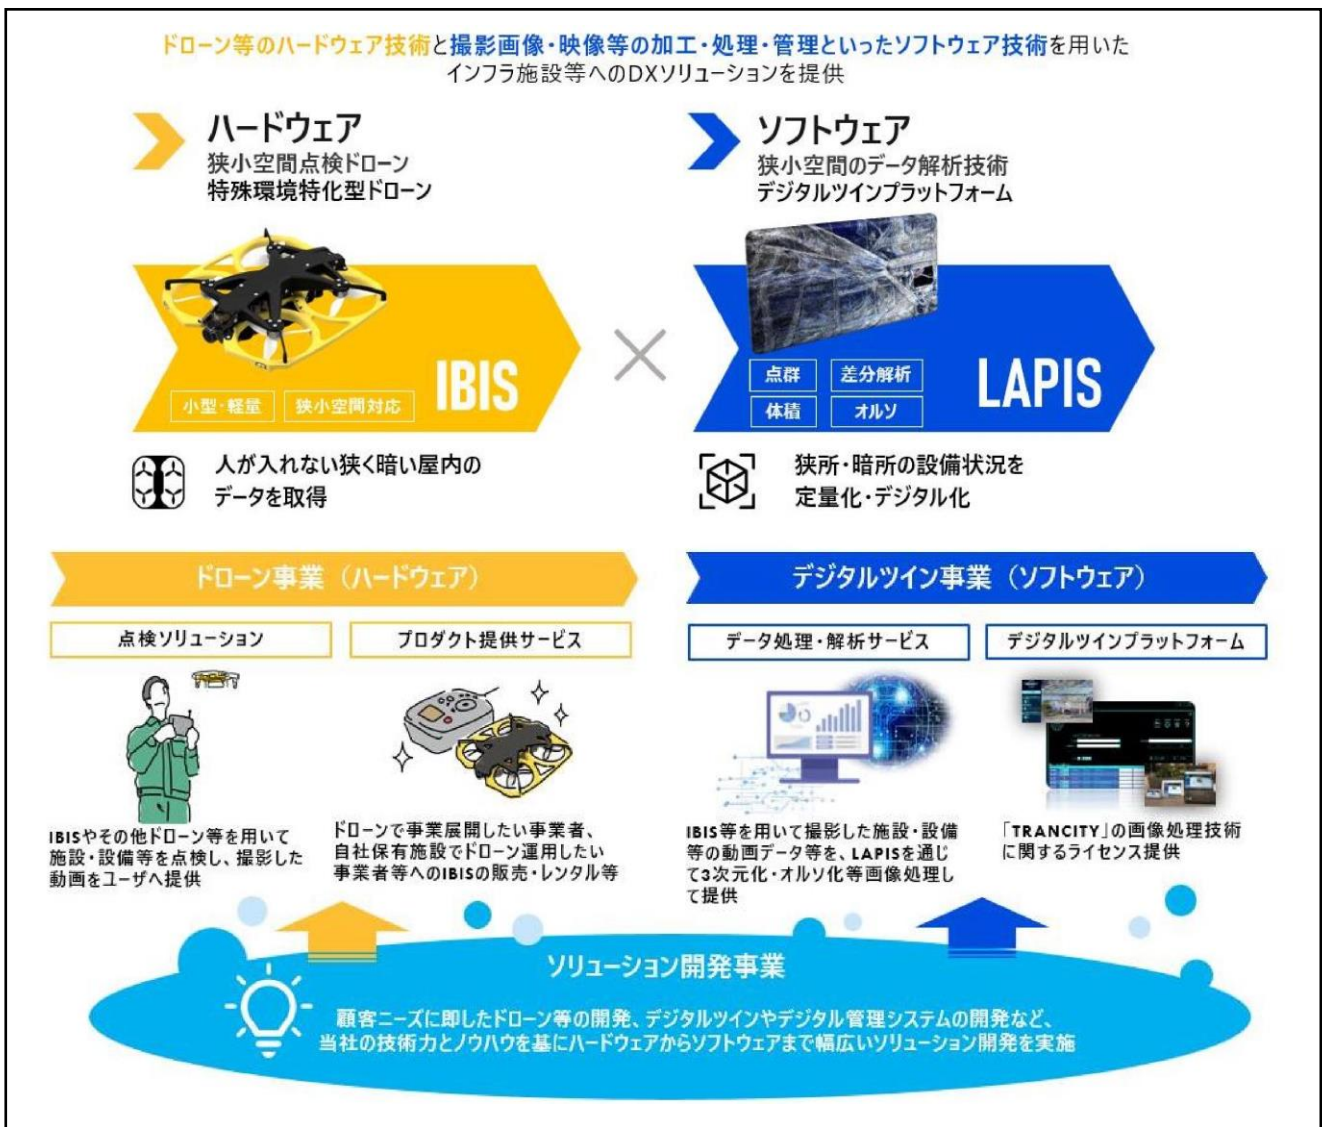 ドローン等のハードウェア技術と撮影画像・映像等の加工・処理・管理といったソフトウェア技術を用いた
インフラ施設等へのDXソリューションを提供
ハードウェア
狭小空間点検ドローン
特殊環境特化型ドローン
IBIS
小型・軽量
狭小空間対応
人が入れない狭く暗い屋内の
データを取得
ソフトウェア
狭小空間のデータ解析技術
デジタルツインプラットフォーム
点群
差分解析
体積
オルソ
LAPIS
狭所・暗所の設備状況を
定量化・デジタル化
ドローン事業（ハードウェア）
点検ソリューション
IBISやその他ドローン等を用いて
施設・設備等を点検し、撮影した
動画をユーザへ提供
プロダクト提供サービス
ドローンで事業展開したい事業者、
自社保有施設でドローン運用したい
事業者等へのIBISの販売・レンタル等
デジタルツイン事業（ソフトウェア）
データ処理・解析サービス
IBIS等を用いて撮影した施設・設備
等の動画データ等を、LAPISを通じ
て3次元化・オルソ化等画像処理し
て提供
デジタルツインプラットフォーム
「TRANCITY」の画像処理技術
に関するライセンス提供
ソリューション開発事業
顧客ニーズに即したドローン等の開発、デジタルツインやデジタル管理システムの開発など、
当社の技術力とノウハウを基にハードウェアからソフトウェアまで幅広いソリューション開発を実施